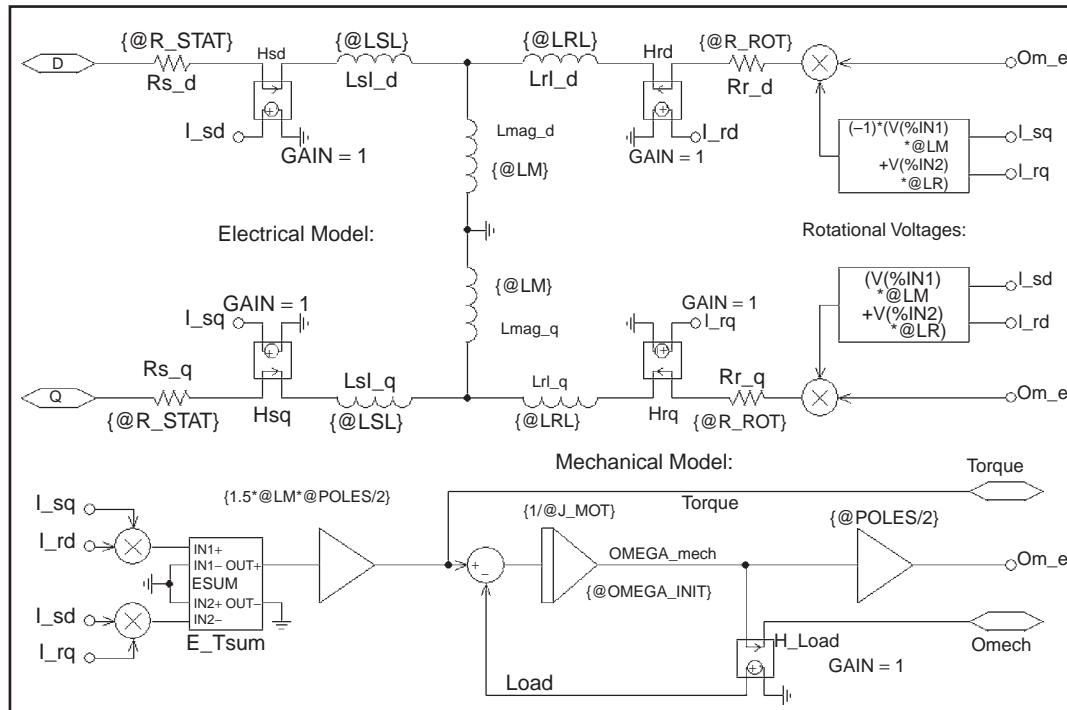 {@R_STAT}
Hsd
{@LSL}
{@LRL}
Hrd
{@R_ROT}
D
Om_e
Rs_d
Lsl_d
Lrl_d
Rr_d
I_sd
I_rd
GAIN = 1
GAIN = 1
Lmag_d
{@LM}
(−1)*(V(%IN1)
*@LM
+V(%IN2)
*@LR)
I_sq
I_rq
Electrical Model:
Rotational Voltages:
{@LM}
Lmag_q
GAIN = 1
I_sq
GAIN = 1
I_rq
(V(%IN1)
*@LM
+V(%IN2)
*@LR)
I_sd
I_rd
Rs_q
Lsl_q
Lrl_q
Rr_q
Q
Om_e
{@R_STAT}
Hsq
{@LSL}
{@LRL}
Hrq
{@R_ROT}
Mechanical Model:
Torque
I_sq
{1.5*@LM*@POLES/2}
{1/@J_MOT}
Torque
{@POLES/2}
I_rd
IN1+
IN1− OUT+
ESUM
IN2+ OUT−
IN2−
+
−
OMEGA_mech
Om_e
{@OMEGA_INIT}
I_sd
I_rq
E_Tsum
H_Load
Omech
GAIN = 1
Load